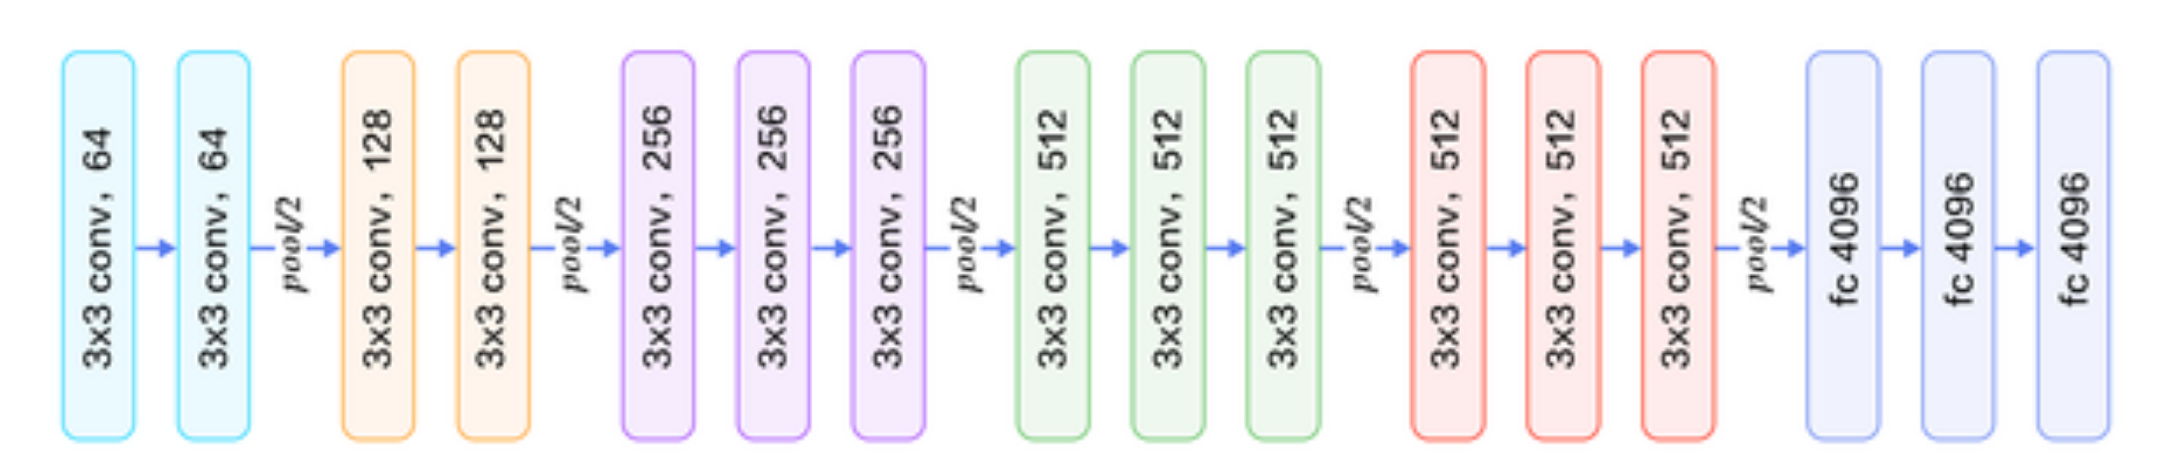 3x3 conv, 64
3x3 conv, 64
pool/2
3x3 conv, 128
3x3 conv, 128
pool/2
3x3 conv, 256
3x3 conv, 256
3x3 conv, 256
pool/2
3x3 conv, 512
3x3 conv, 512
3x3 conv, 512
pool/2
3x3 conv, 512
3x3 conv, 512
3x3 conv, 512
pool/2
fc 4096
fc 4096
fc 4096